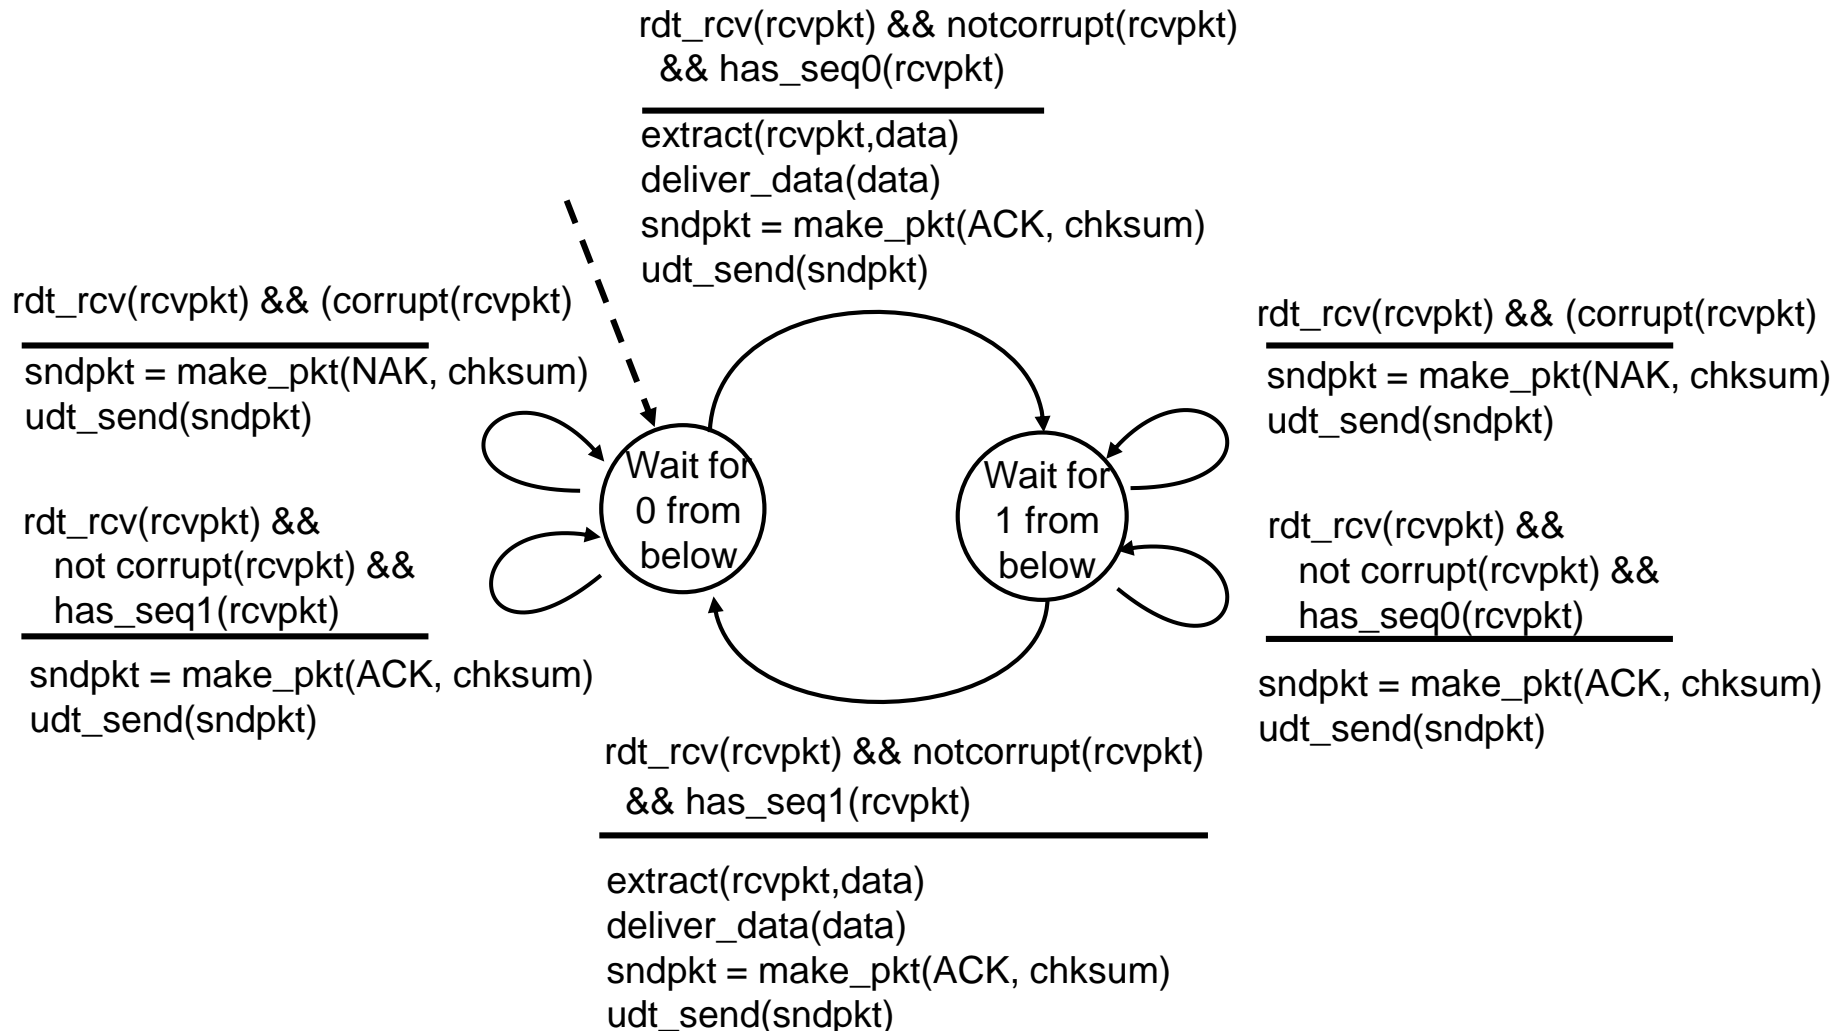 rdt_rcv(rcvpkt) && notcorrupt(rcvpkt)
&& has_seq0(rcvpkt)
extract(rcvpkt,data)
deliver_data(data)
sndpkt = make_pkt(ACK, chksum)
udt_send(sndpkt)
rdt_rcv(rcvpkt) && (corrupt(rcvpkt)
sndpkt = make_pkt(NAK, chksum)
udt_send(sndpkt)
rdt_rcv(rcvpkt) &&
not corrupt(rcvpkt) &&
has_seq1(rcvpkt)
sndpkt = make_pkt(ACK, chksum)
udt_send(sndpkt)
Wait for
0 from
below
Wait for
1 from
below
rdt_rcv(rcvpkt) && (corrupt(rcvpkt)
sndpkt = make_pkt(NAK, chksum)
udt_send(sndpkt)
rdt_rcv(rcvpkt) &&
not corrupt(rcvpkt) &&
has_seq0(rcvpkt)
sndpkt = make_pkt(ACK, chksum)
udt_send(sndpkt)
rdt_rcv(rcvpkt) && notcorrupt(rcvpkt)
&& has_seq1(rcvpkt)
extract(rcvpkt,data)
deliver_data(data)
sndpkt = make_pkt(ACK, chksum)
udt_send(sndpkt)